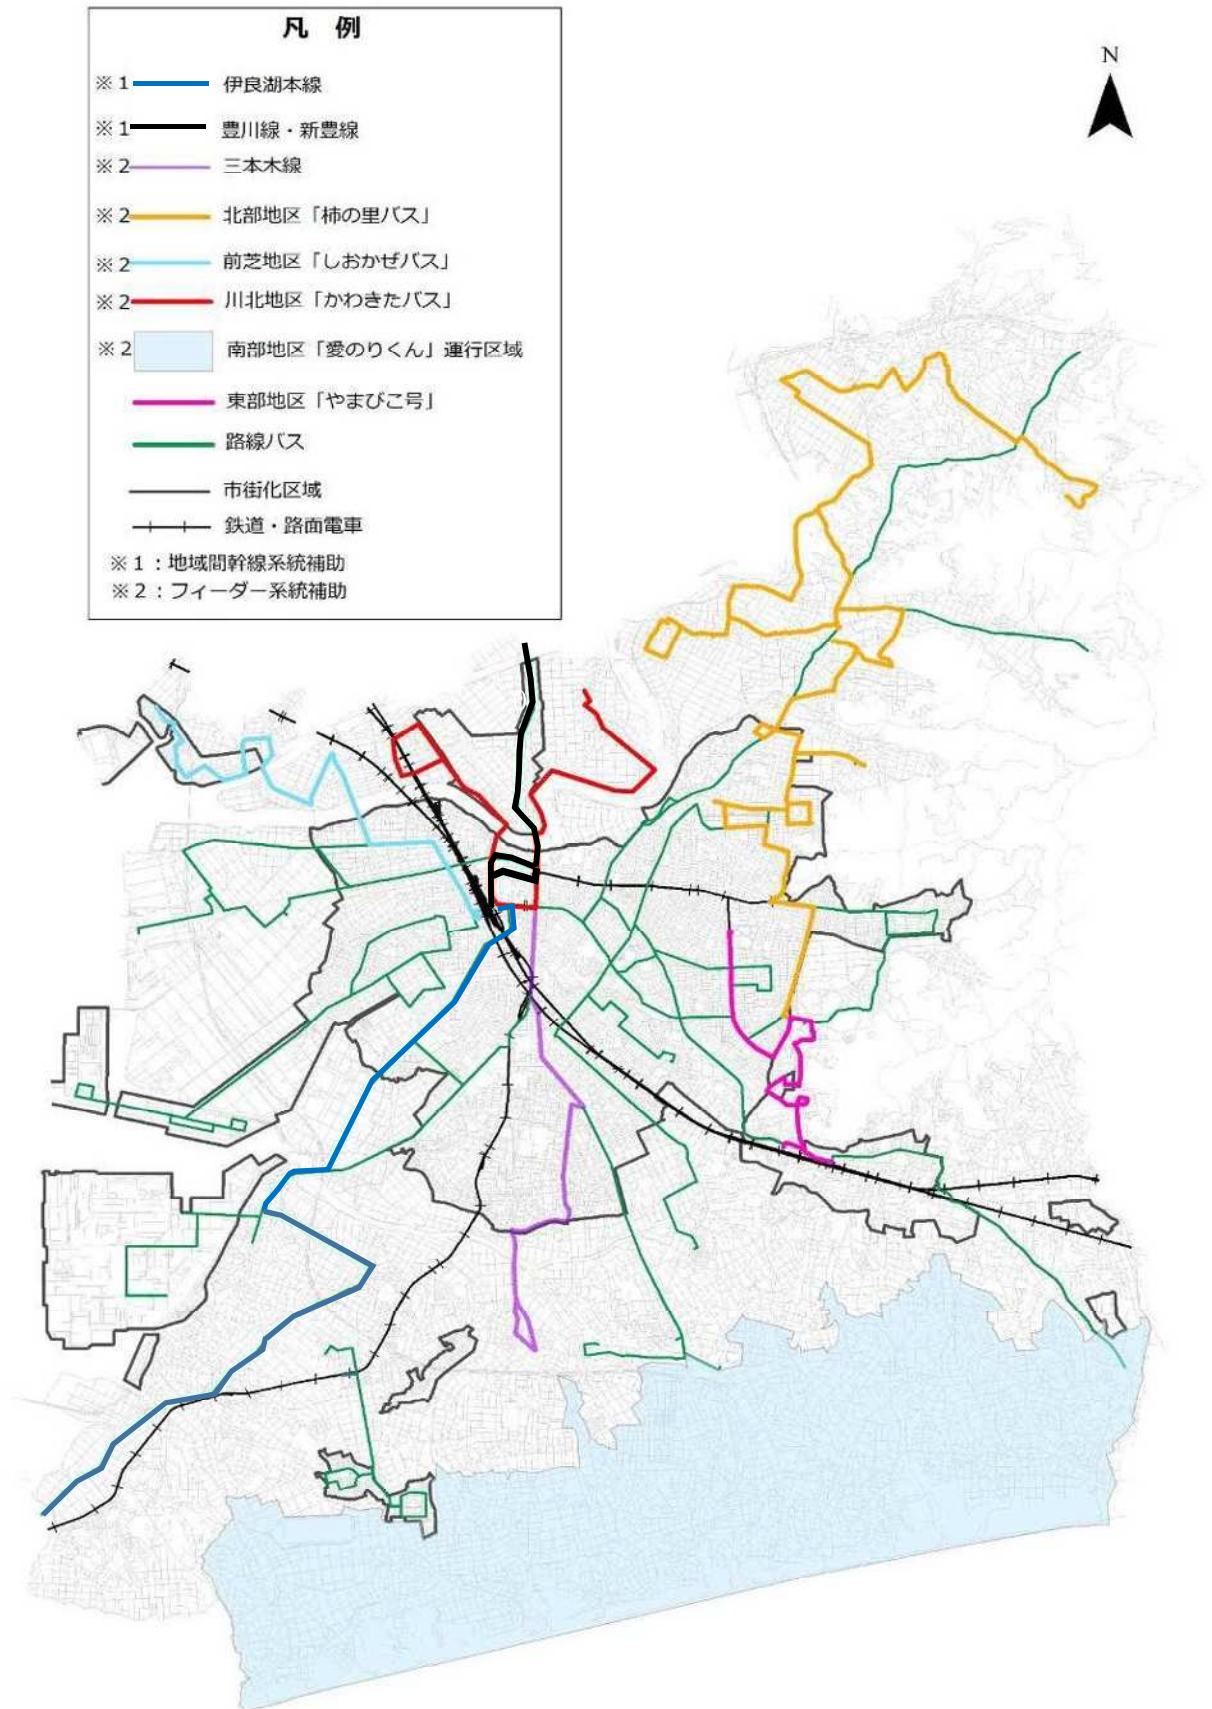 凡 例
※1 伊良湖本線
※1 豊川線・新豊線
※2 三本木線
※2 北部地区「柿の里バス」
※2 前芝地区「しおかぜバス」
※2 川北地区「かわきたバス」
※2 南部地区「愛のりくん」運行区域
東部地区「やまびこ号」
路線バス
市街化区域
鉄道・路面電車
※1：地域間幹線系統補助
※2：フィーダー系統補助
N